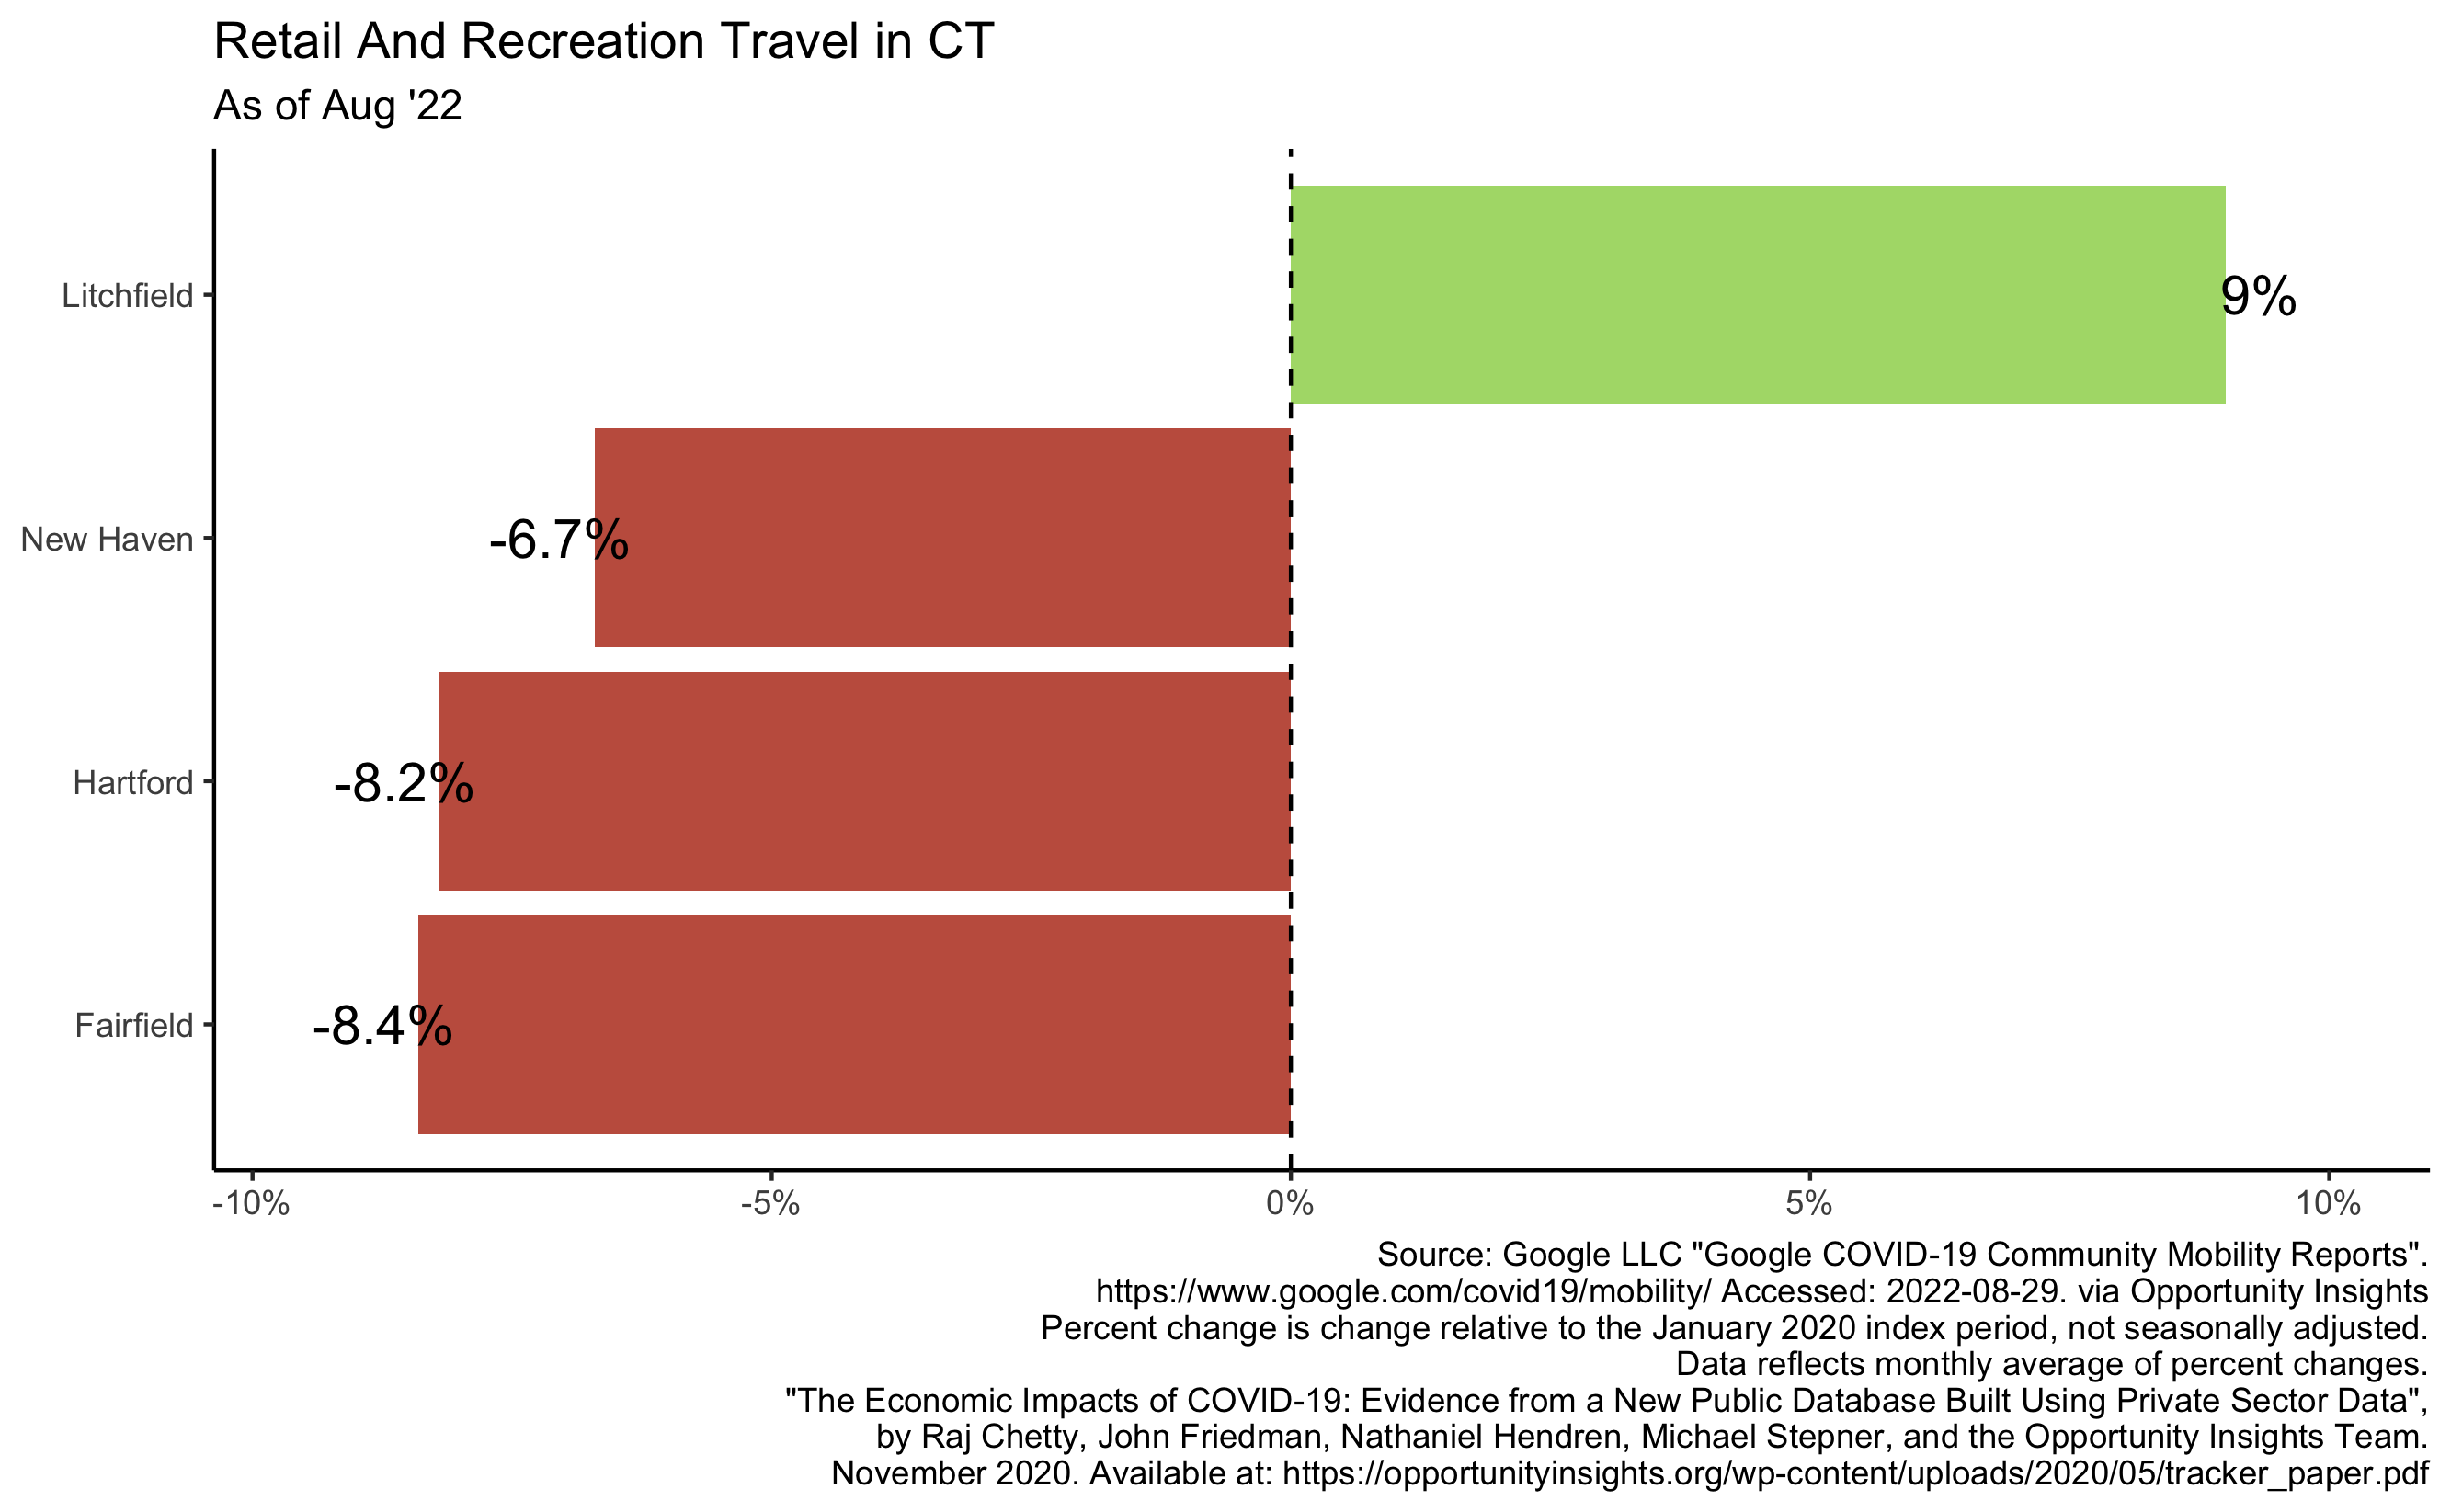 Retail And Recreation Travel in CT
As of Aug '22
Litchfield
9%
New Haven
-6.7%
Hartford
-8.2%
Fairfield
-8.4%
-10% -5% 0% 5% 10%
Source: Google LLC "Google COVID-19 Community Mobility Reports".
https://www.google.com/covid19/mobility/ Accessed: 2022-08-29. via Opportunity Insights
Percent change is change relative to the January 2020 index period, not seasonally adjusted.
Data reflects monthly average of percent changes.
"The Economic Impacts of COVID-19: Evidence from a New Public Database Built Using Private Sector Data",
by Raj Chetty, John Friedman, Nathaniel Hendren, Michael Stepner, and the Opportunity Insights Team.
November 2020. Available at: https://opportunityinsights.org/wp-content/uploads/2020/05/tracker_paper.pdf